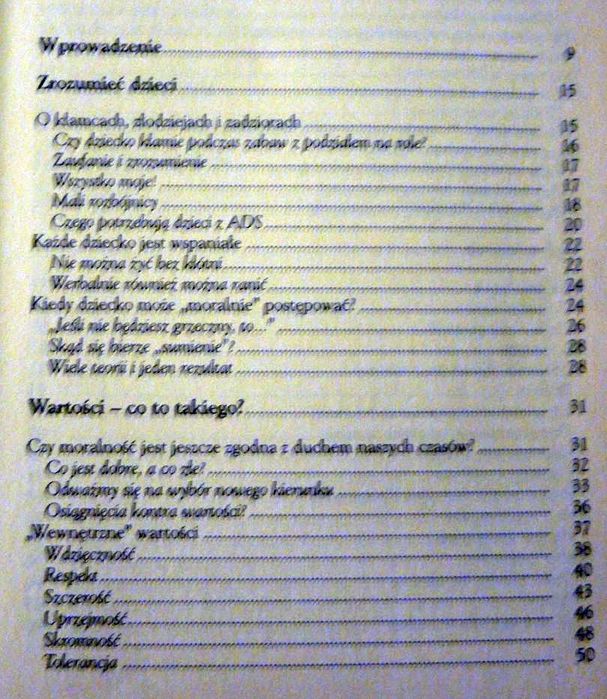 Wprowadzenie 9
Zrozumieć dzieci 15
O kłamcach, złodziejach i zadziorach 15
Czy dziecko kłamie podczas zabaw z podziałem na role? 16
Zaufanie i zrozumienie 17
Wszystko moje! 17
Mali rozbójnicy 18
Czego potrzebują dzieci z ADS 20
Każde dziecko jest wspaniałe 22
Nie można żyć bez kłótni 22
Werbalnie również można ranić 24
Kiedy dziecko może „moralnie” postępować? 24
„Jeśli nie będziesz grzeczny, to...” 26
Skąd się bierze „sumienie”? 28
Wiele teorii i jeden rezultat 28
Wartości – co to takiego? 31
Czy moralność jest jeszcze zgodna z duchem naszych czasów? 31
Co jest dobre, a co złe? 32
Odważmy się na wybór nowego kierunku 33
Osiągnięcia kontra wartości? 36
„Wewnętrzne” wartości 37
Wdzięczność 38
Respekt 40
Szczerość 43
Uprzejmość 46
Skromność 48
Tolerancja 50